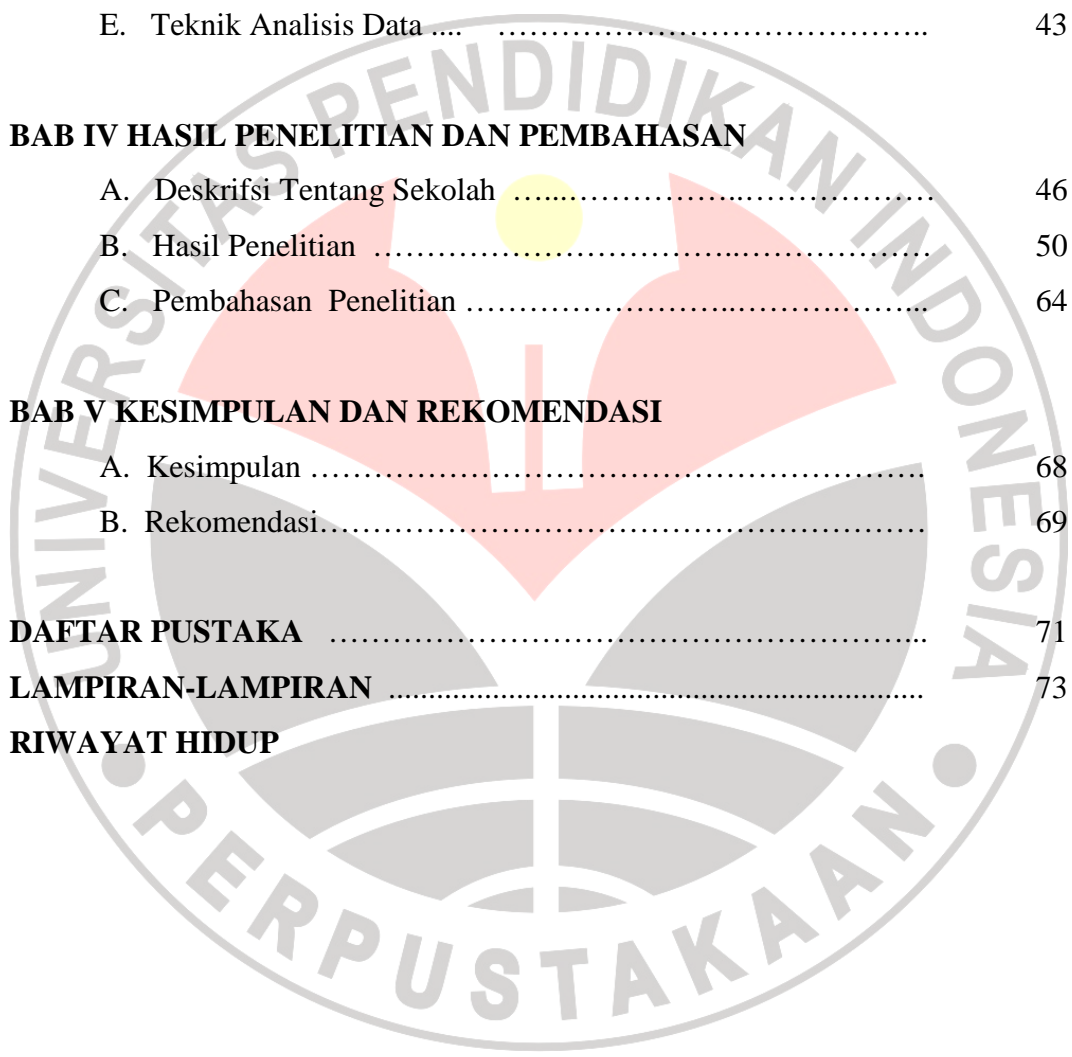 E. Teknik Analisis Data .... ………………………………….. 43
BAB IV HASIL PENELITIAN DAN PEMBAHASAN
A. Deskrifsi Tentang Sekolah …...……………..……………… 46
B. Hasil Penelitian ……………………………...……………… 50
C. Pembahasan Penelitian ……………………..……….……... 64
BAB V KESIMPULAN DAN REKOMENDASI
A. Kesimpulan …………………………………………………. 68
B. Rekomendasi………………………………………………… 69
DAFTAR PUSTAKA ………………………………………………... 71
LAMPIRAN-LAMPIRAN ...................................................................... 73
RIWAYAT HIDUP
UNIVERSITAS PENDIDIKAN INDONESIA
PERPUSTAKAAN